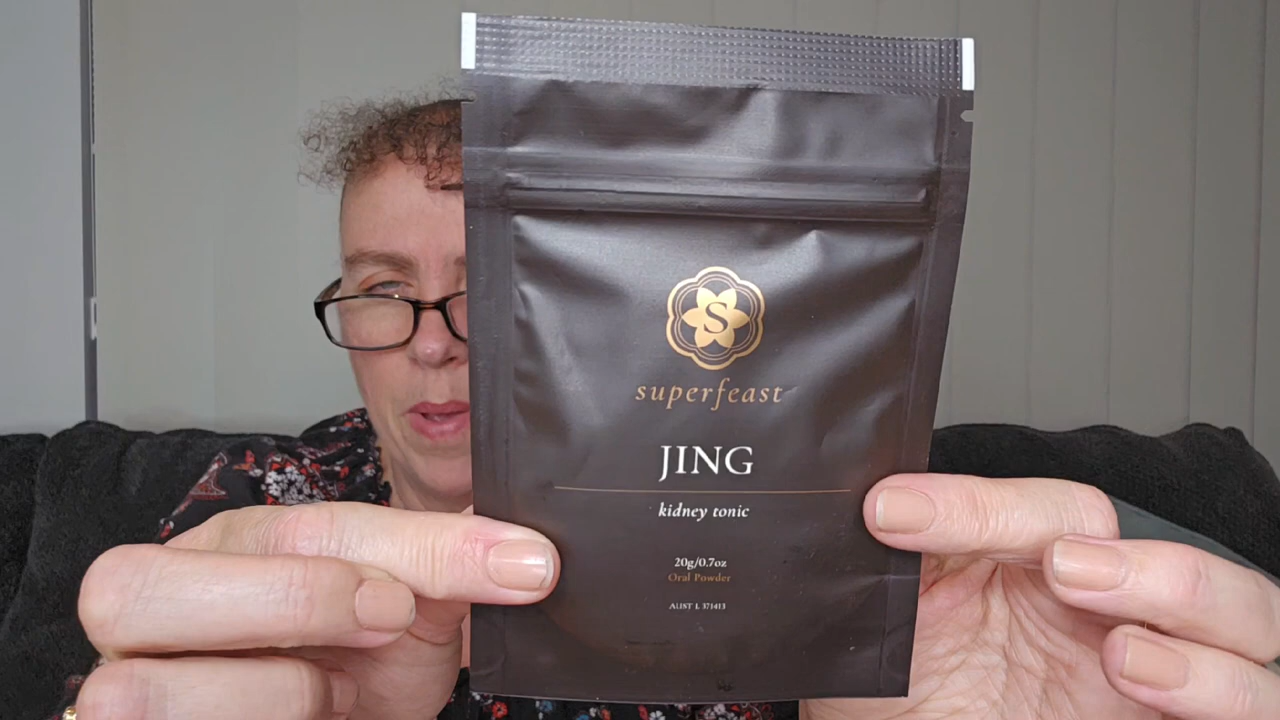 S
superfeast
JING
kidney tonic
20g/0.7oz
Oral Powder
AUST L 371413